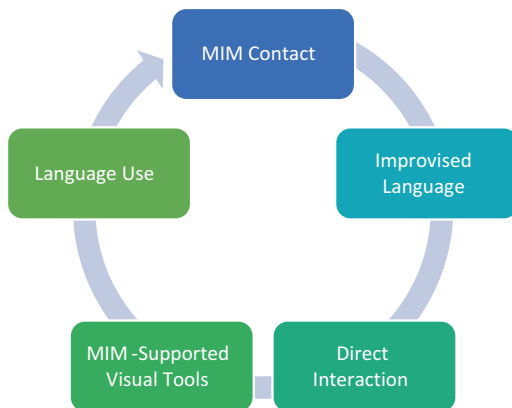 MIM Contact
Improvised
Language
Direct
Interaction
MIM -Supported
Visual Tools
Language Use